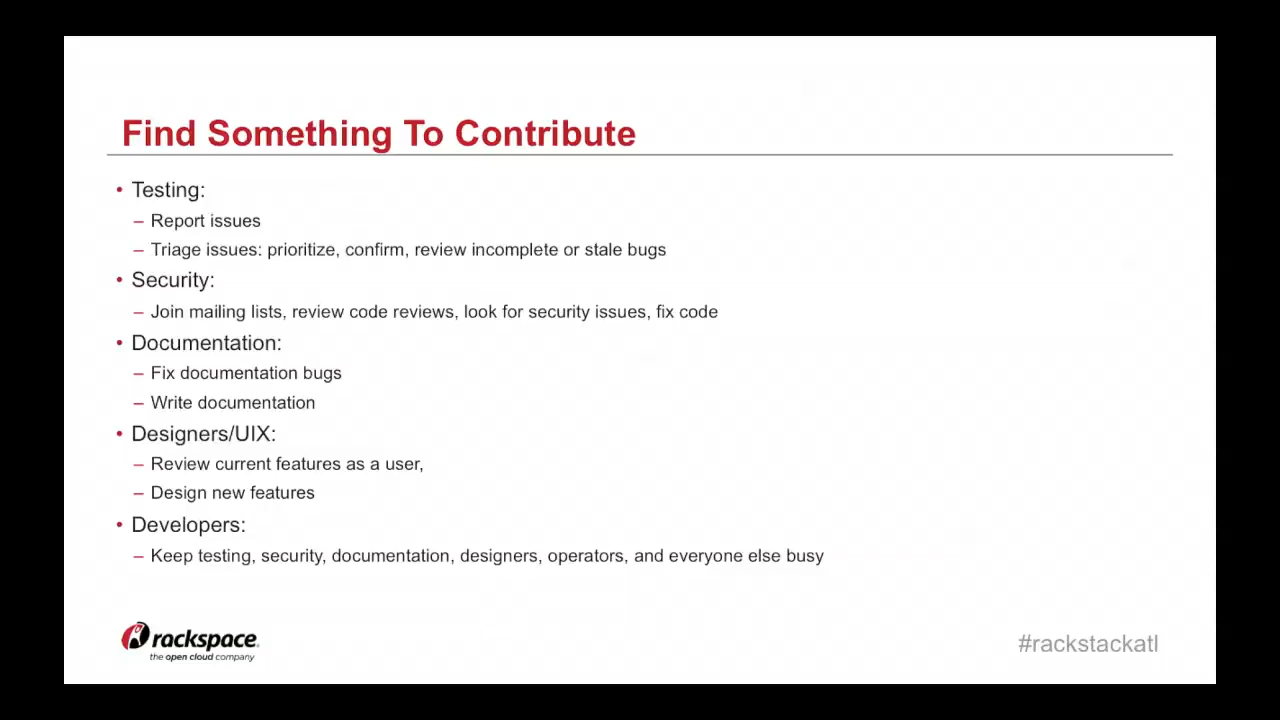 Find Something To Contribute
• Testing:
– Report issues
– Triage issues: prioritize, confirm, review incomplete or stale bugs
• Security:
– Join mailing lists, review code reviews, look for security issues, fix code
• Documentation:
– Fix documentation bugs
– Write documentation
• Designers/UIX:
– Review current features as a user,
– Design new features
• Developers:
– Keep testing, security, documentation, designers, operators, and everyone else busy
rackspace®
the open cloud company
#rackstackatl